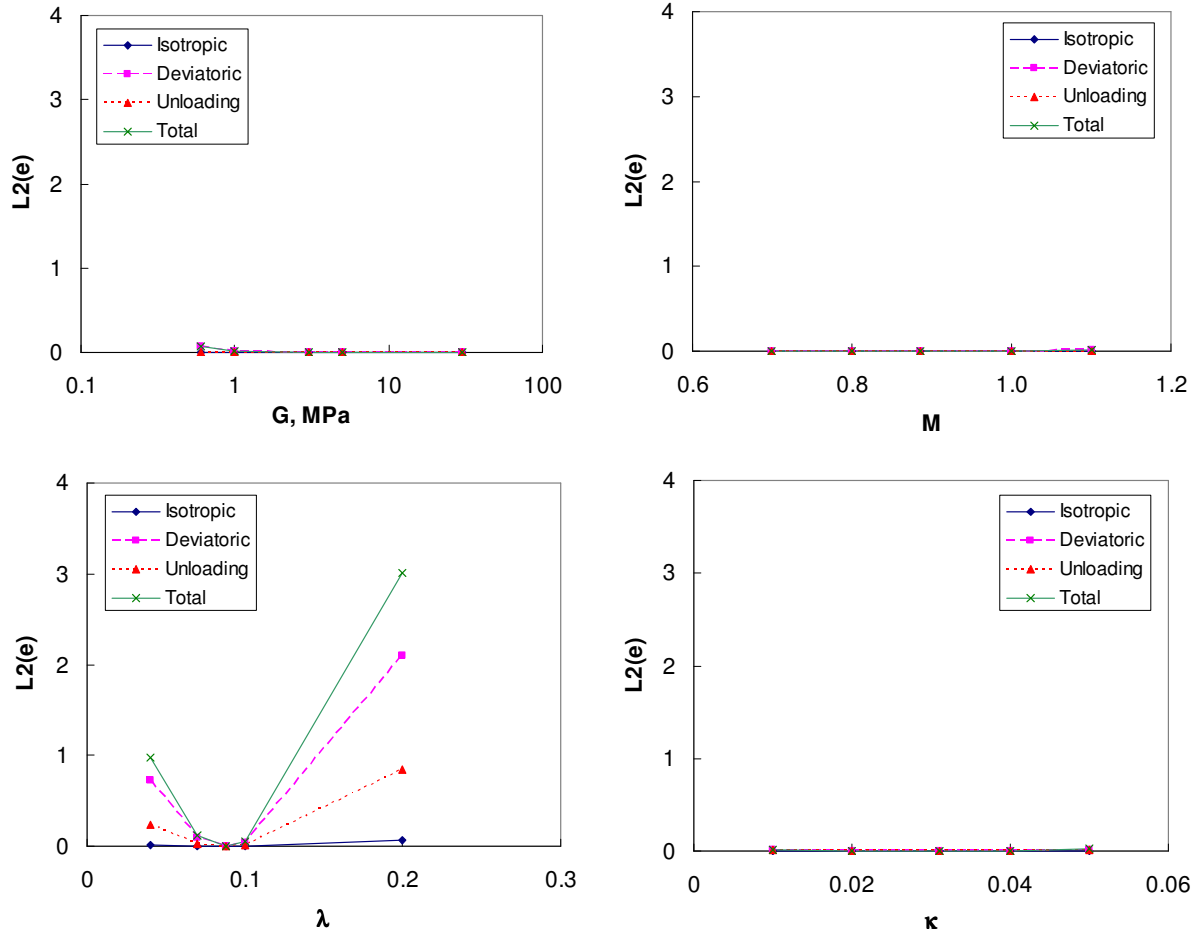 4
3
2
1
0
L2(e)
Isotropic
Deviatoric
Unloading
Total
0.1
1
10
100
G, MPa
4
3
2
1
0
L2(e)
Isotropic
Deviatoric
Unloading
Total
0.6
0.8
1.0
1.2
M
4
3
2
1
0
L2(e)
Isotropic
Deviatoric
Unloading
Total
0
0.1
0.2
0.3
λ
4
3
2
1
0
L2(e)
Isotropic
Deviatoric
Unloading
Total
0
0.02
0.04
0.06
κ